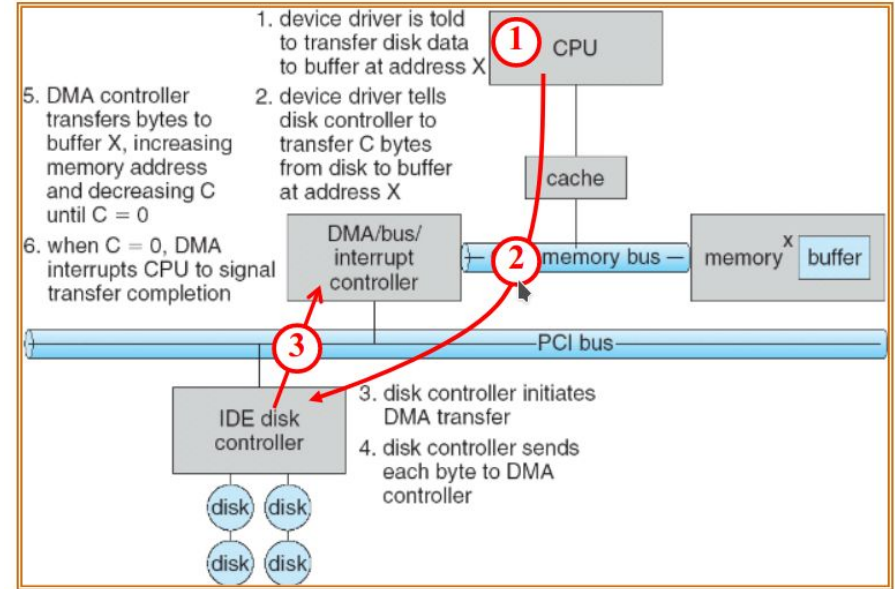 1. device driver is told
to transfer disk data
to buffer at address X
1
CPU
5. DMA controller
transfers bytes to
buffer X, increasing
memory address
and decreasing C
until C = 0
2. device driver tells
disk controller to
transfer C bytes
from disk to buffer
at address X
cache
6. when C = 0, DMA
interrupts CPU to signal
transfer completion
DMA/bus/
interrupt
controller
2
memory bus
memory
x
buffer
3
PCI bus
IDE disk
controller
3. disk controller initiates
DMA transfer
4. disk controller sends
each byte to DMA
controller
disk
disk
disk
disk